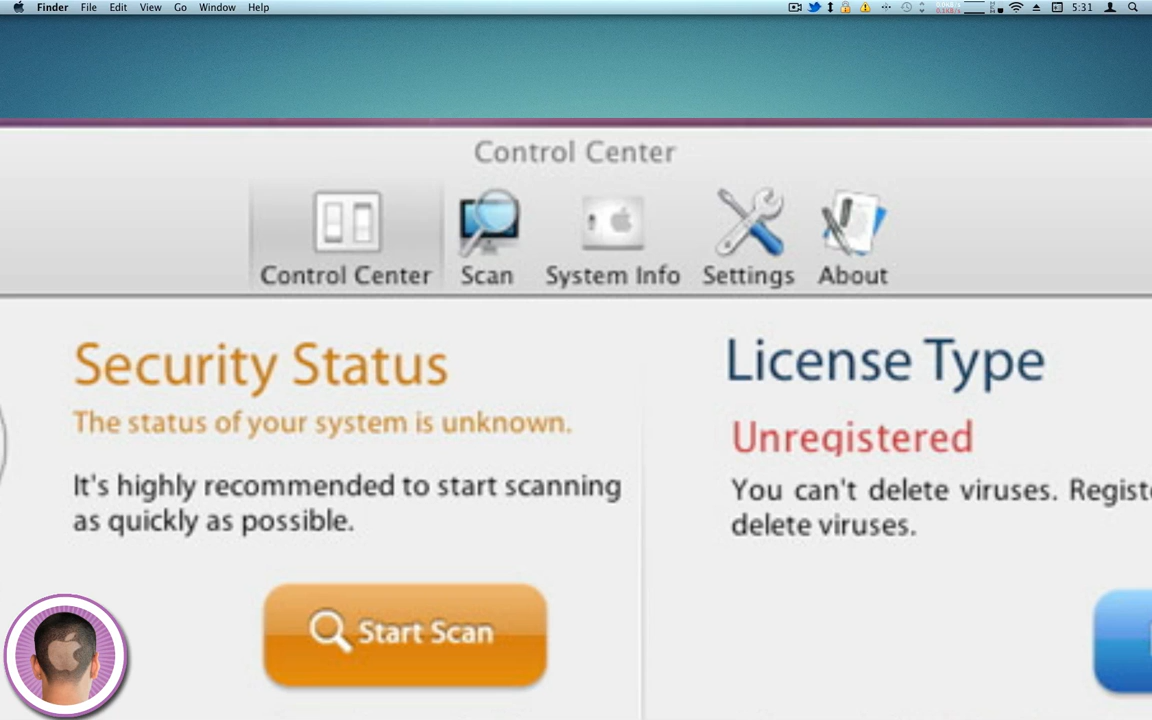 Finder File Edit View Go Window Help 5:31
Control Center
Control Center Scan System Info Settings About
Security Status
The status of your system is unknown.
It's highly recommended to start scanning
as quickly as possible.
Start Scan
License Type
Unregistered
You can't delete viruses. Registe
delete viruses.